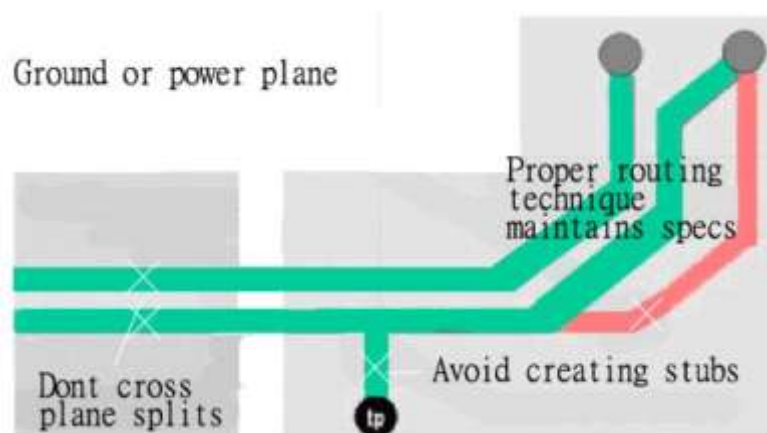 Ground or power plane
Proper routing
technique
maintains specs
Avoid creating stubs
Dont cross
plane splits
tp